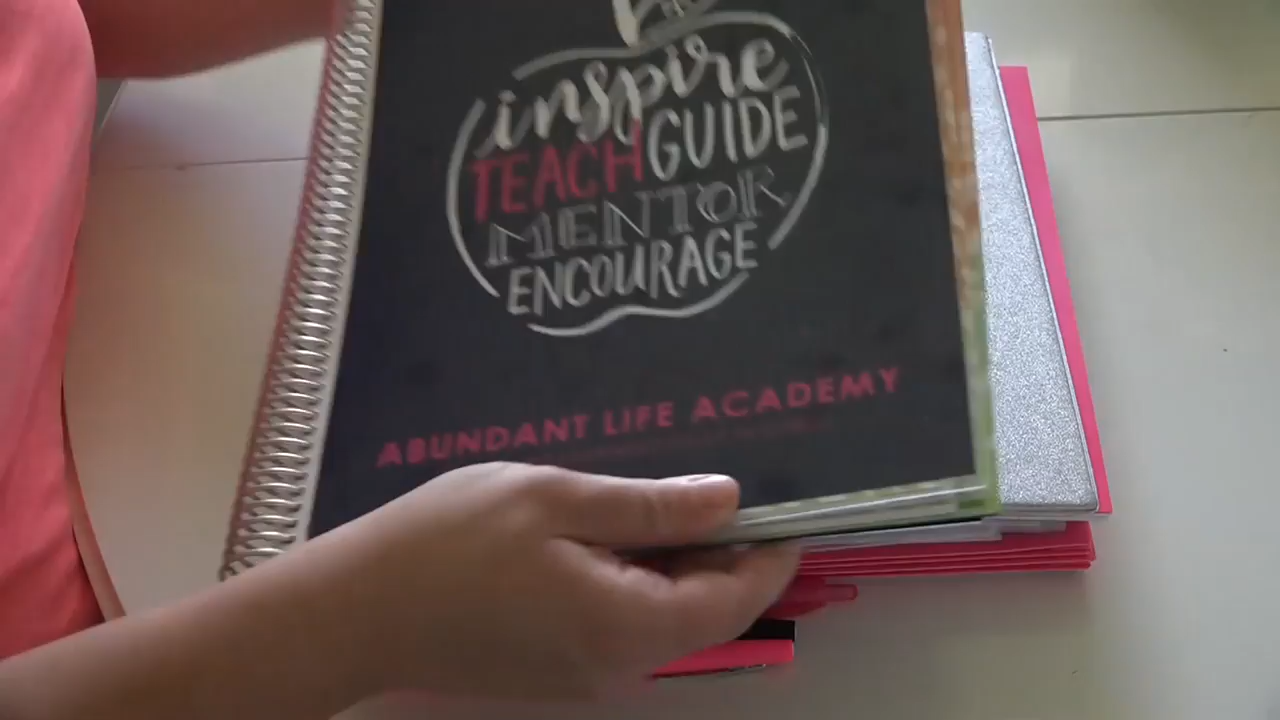 inspire
TEACH GUIDE
MENTOR
ENCOURAGE
ABUNDANT LIFE ACADEMY